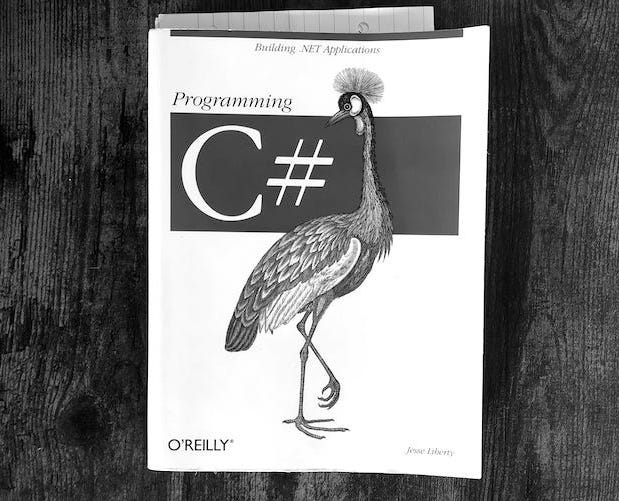 Building .NET Applications
Programming
C#
O'REILLY®
Jesse Liberty